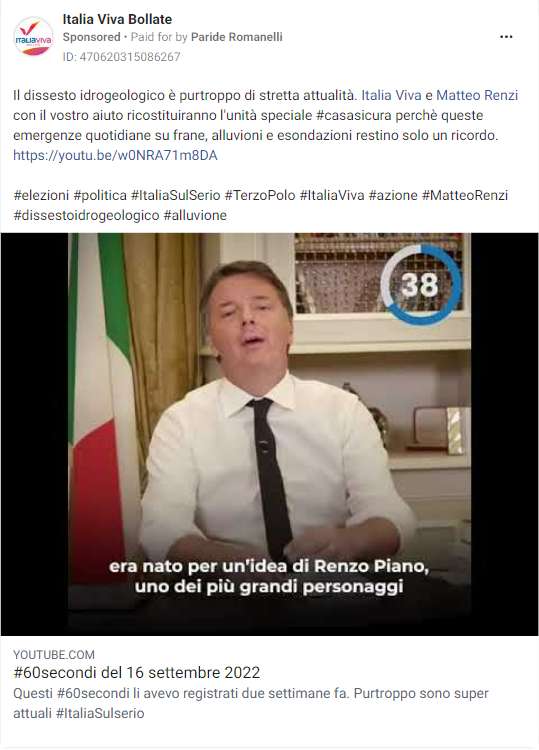 Italia Viva Bollate
Sponsored • Paid for by Paride Romanelli
ID: 470620315086267
ITALIAVIVA
Il dissesto idrogeologico è purtroppo di stretta attualità. Italia Viva e Matteo Renzi
con il vostro aiuto ricostituiranno l'unità speciale #casasicura perchè queste
emergenze quotidiane su frane, alluvioni e esondazioni restino solo un ricordo.
https://youtu.be/w0NRA71m8DA
#elezioni #politica #ItaliaSulSerio #TerzoPolo #ItaliaViva #azione #MatteoRenzi
#dissestoidrogeologico #alluvione
38
era nato per un'idea di Renzo Piano,
uno dei più grandi personaggi
YOUTUBE.COM
#60secondi del 16 settembre 2022
Questi #60secondi li avevo registrati due settimane fa. Purtroppo sono super
attuali #ItaliaSulserio